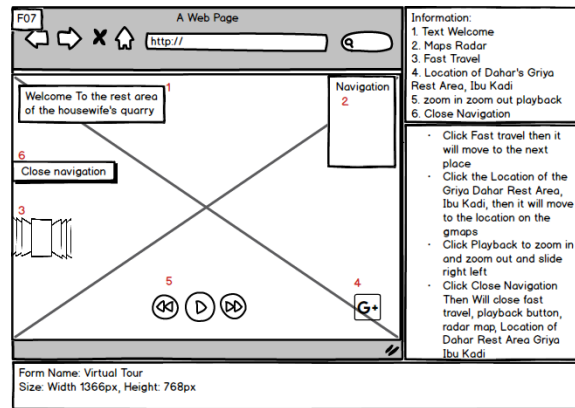 F07
A Web Page
http://
Welcome To the rest area
of the housewife's quarry
1
Navigation
2
6
Close navigation
3
5
4
G+
Information:
1. Text Welcome
2. Maps Radar
3. Fast Travel
4. Location of Dahar's Griya
Rest Area, Ibu Kadi
5. zoom in zoom out playback
6. Close Navigation
· Click Fast travel then it
will move to the next
place
· Click the Location of the
Griya Dahar Rest Area,
Ibu Kadi, then it will move
to the location on the
gmaps
· Click Playback to zoom in
and zoom out and slide
right left
· Click Close Navigation
Then Will close fast
travel, playback button,
radar map, Location of
Dahar Rest Area Griya
Ibu Kadi
Form Name: Virtual Tour
Size: Width 1366px, Height: 768px